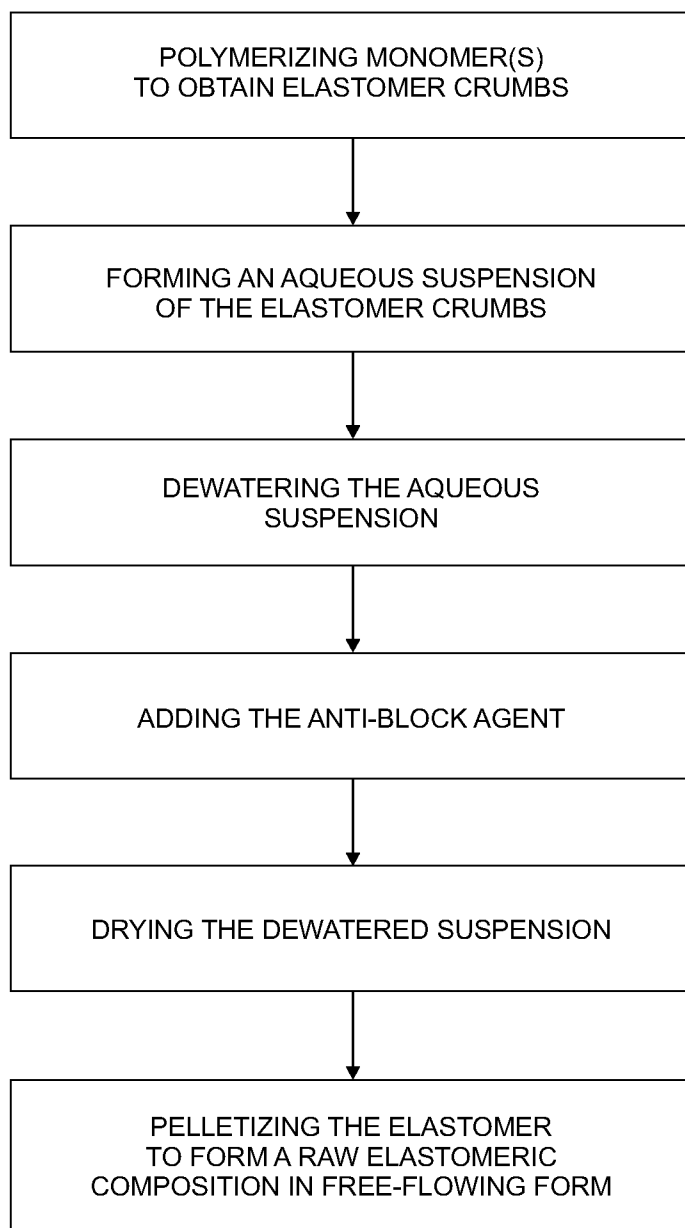 POLYMERIZING MONOMER(S)
TO OBTAIN ELASTOMER CRUMBS
FORMING AN AQUEOUS SUSPENSION
OF THE ELASTOMER CRUMBS
DEWATERING THE AQUEOUS
SUSPENSION
ADDING THE ANTI-BLOCK AGENT
DRYING THE DEWATERED SUSPENSION
PELLETIZING THE ELASTOMER
TO FORM A RAW ELASTOMERIC
COMPOSITION IN FREE-FLOWING FORM